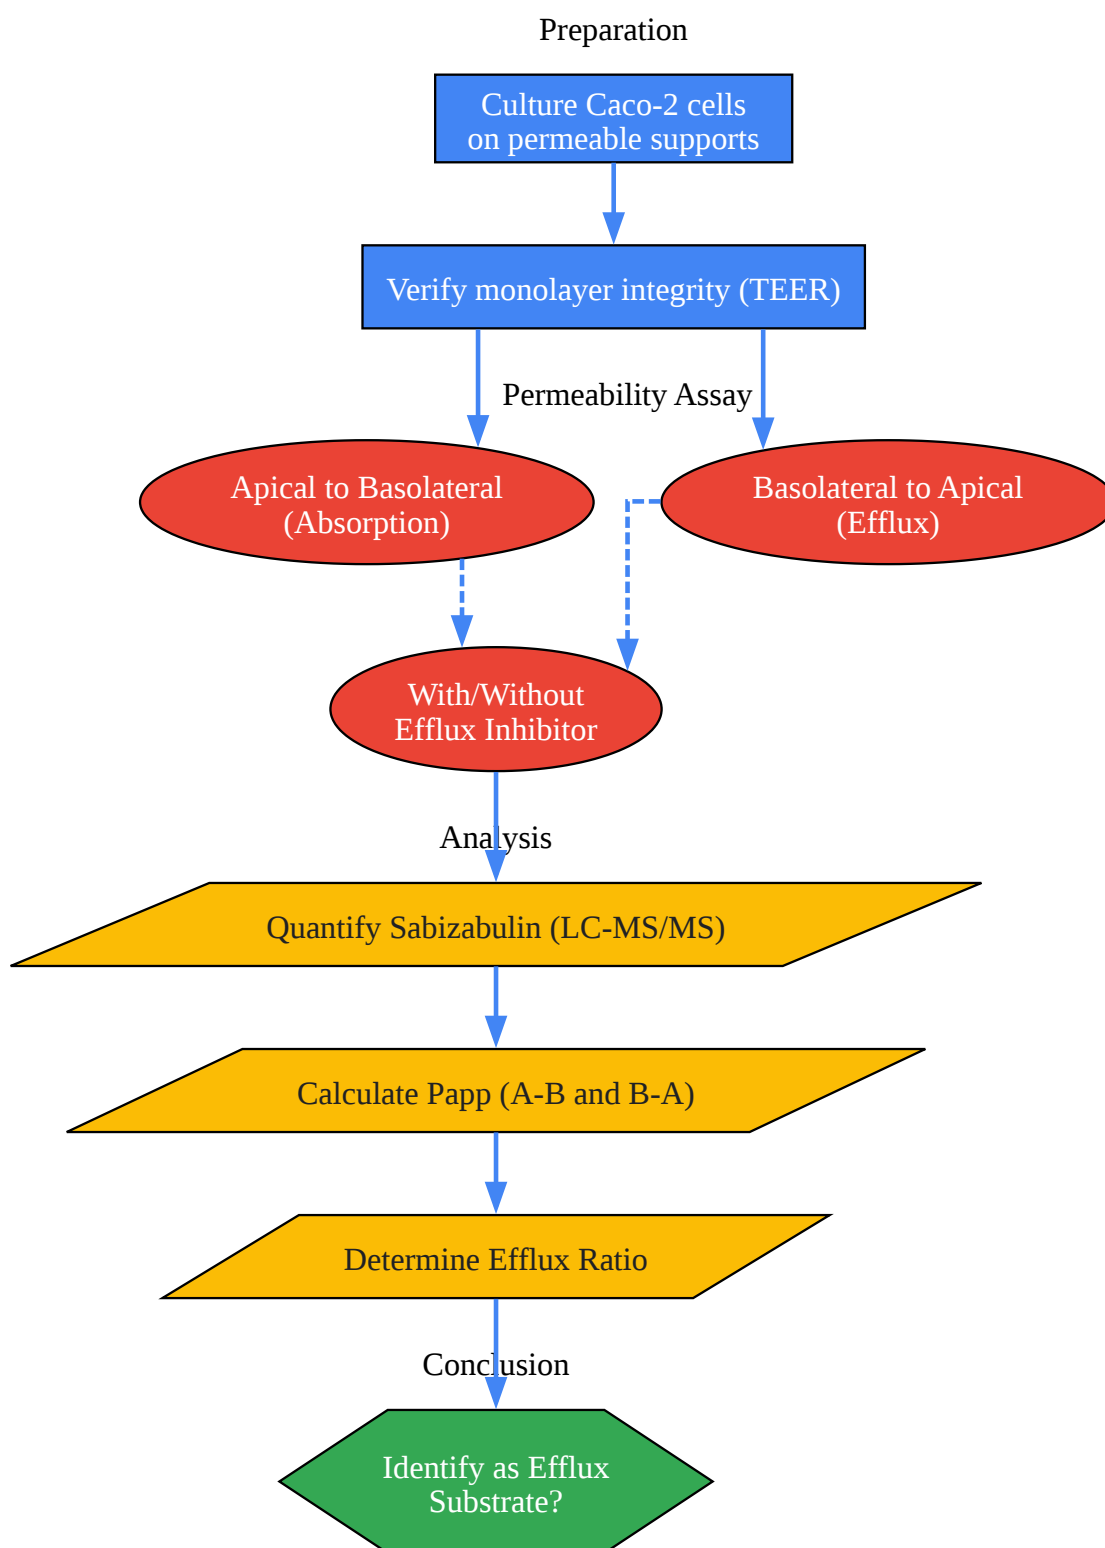 Preparation
Culture Caco-2 cells
on permeable supports
Verify monolayer integrity (TEER)
Permeability Assay
Apical to Basolateral
(Absorption)
Basolateral to Apical
(Efflux)
With/Without
Efflux Inhibitor
Analysis
Quantify Sabizabulin (LC-MS/MS)
Calculate Papp (A-B and B-A)
Determine Efflux Ratio
Conclusion
Identify as Efflux
Substrate?